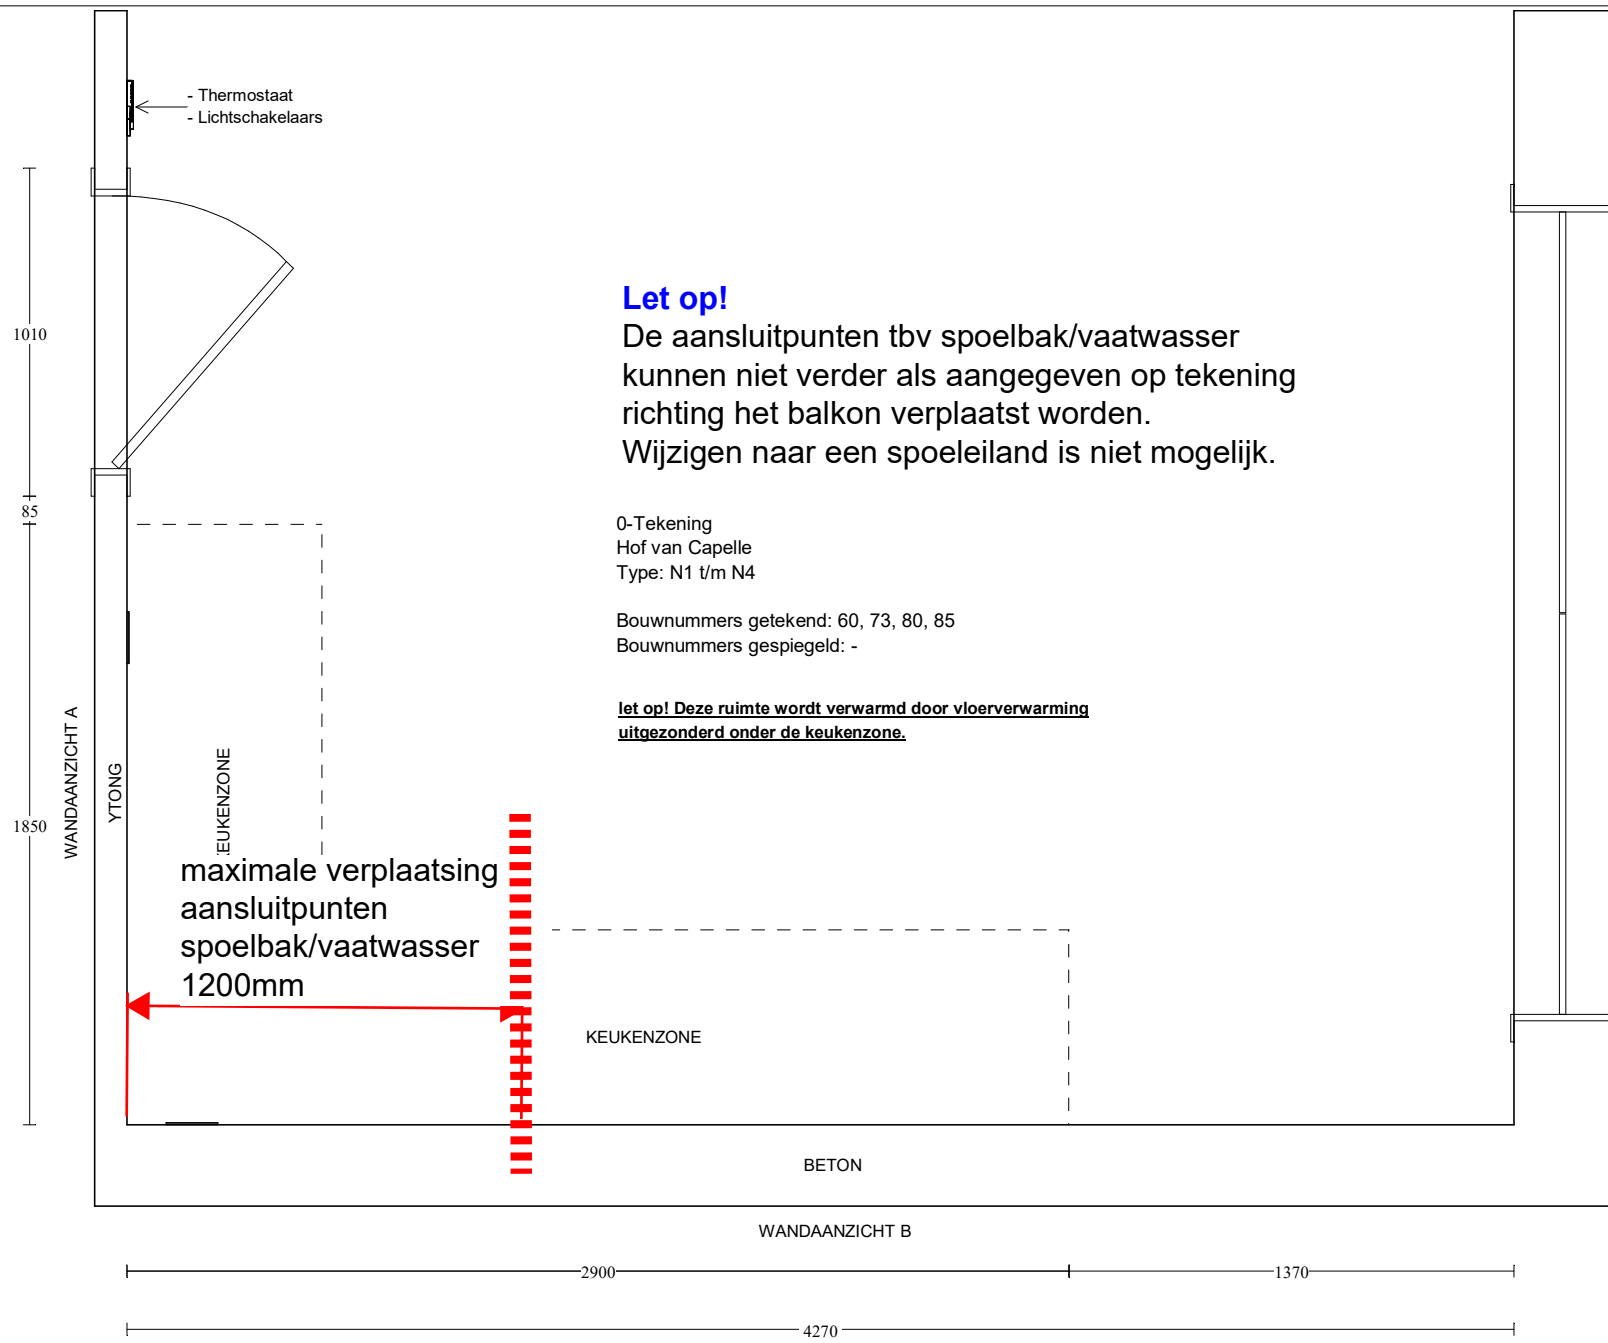 - Thermostaat
- Lichtschakelaars
1010
85
1850
WANDAANZICHT A
YTONG
KEUKENZONE
Let op!
De aansluitpunten tbv spoelbak/vaatwasser
kunnen niet verder als aangegeven op tekening
richting het balkon verplaatst worden.
Wijzigen naar een spoeleiland is niet mogelijk.
0-Tekening
Hof van Capelle
Type: N1 t/m N4
Bouwnummers getekend: 60, 73, 80, 85
Bouwnummers gespiegeld: -
let op! Deze ruimte wordt verwarmd door vloerverwarming
uitgezonderd onder de keukenzone.
maximale verplaatsing
aansluitpunten
spoelbak/vaatwasser
1200mm
KEUKENZONE
BETON
WANDAANZICHT B
2900
1370
4270